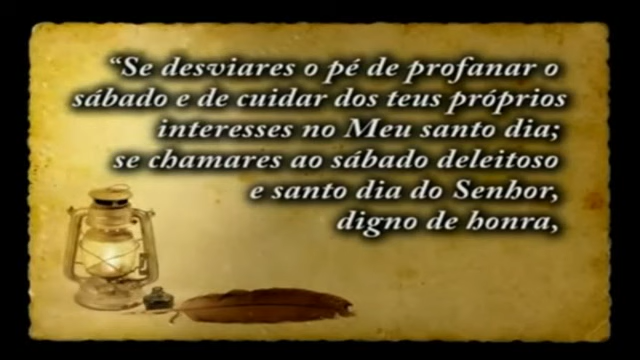 “Se desviares o pé de profanar o
sábado e de cuidar dos teus próprios
interesses no Meu santo dia;
se chamares ao sábado deleitoso
e santo dia do Senhor,
digno de honra,